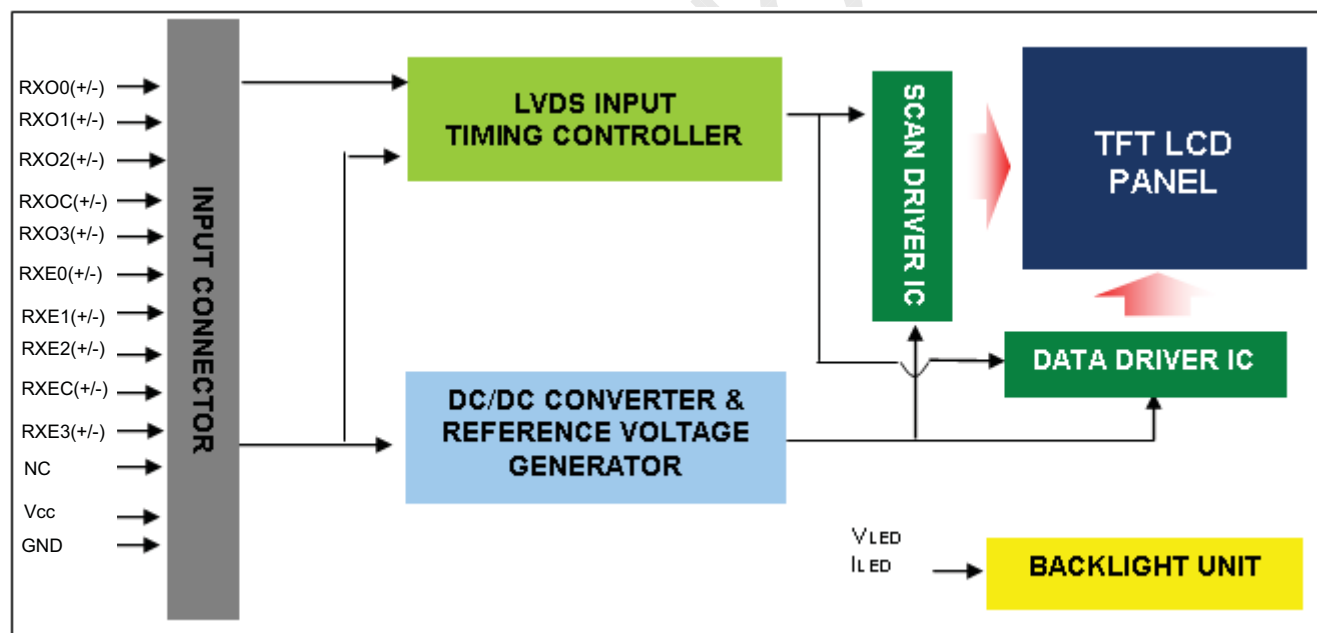 RXO0(+/-)
RXO1(+/-)
RXO2(+/-)
RXOC(+/-)
RXO3(+/-)
RXE0(+/-)
RXE1(+/-)
RXE2(+/-)
RXEC(+/-)
RXE3(+/-)
NC
Vcc
GND
INPUT CONNECTOR
LVDS INPUT
TIMING CONTROLLER
DC/DC CONVERTER &
REFERENCE VOLTAGE
GENERATOR
SCAN DRIVER IC
TFT LCD
PANEL
DATA DRIVER IC
VLED
ILED
BACKLIGHT UNIT